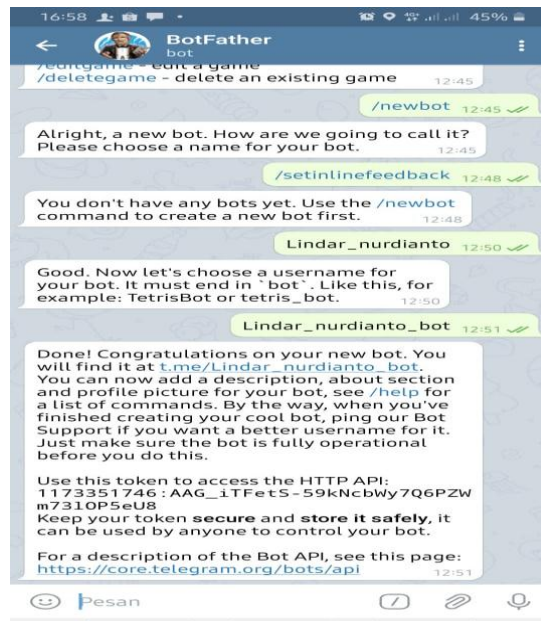 16:58
45%
BotFather
bot
/editgame - edit a game
/deletegame - delete an existing game 12:45
/newbot 12:45
Alright, a new bot. How are we going to call it?
Please choose a name for your bot. 12:45
/setinlinefeedback 12:48
You don't have any bots yet. Use the /newbot
command to create a new bot first. 12:48
Lindar_nurdianto 12:50
Good. Now let's choose a username for
your bot. It must end in `bot`. Like this, for
example: TetrisBot or tetris_bot. 12:50
Lindar_nurdianto_bot 12:51
Done! Congratulations on your new bot. You
will find it at t.me/Lindar_nurdianto_bot.
You can now add a description, about section
and profile picture for your bot, see /help for
a list of commands. By the way, when you've
finished creating your cool bot, ping our Bot
Support if you want a better username for it.
Just make sure the bot is fully operational
before you do this.
Use this token to access the HTTP API:
1173351746:AAG_iTFetS-59kNcbWy7Q6PZW
m731OP5eU8
Keep your token secure and store it safely, it
can be used by anyone to control your bot.
For a description of the Bot API, see this page:
https://core.telegram.org/bots/api 12:51
Pesan